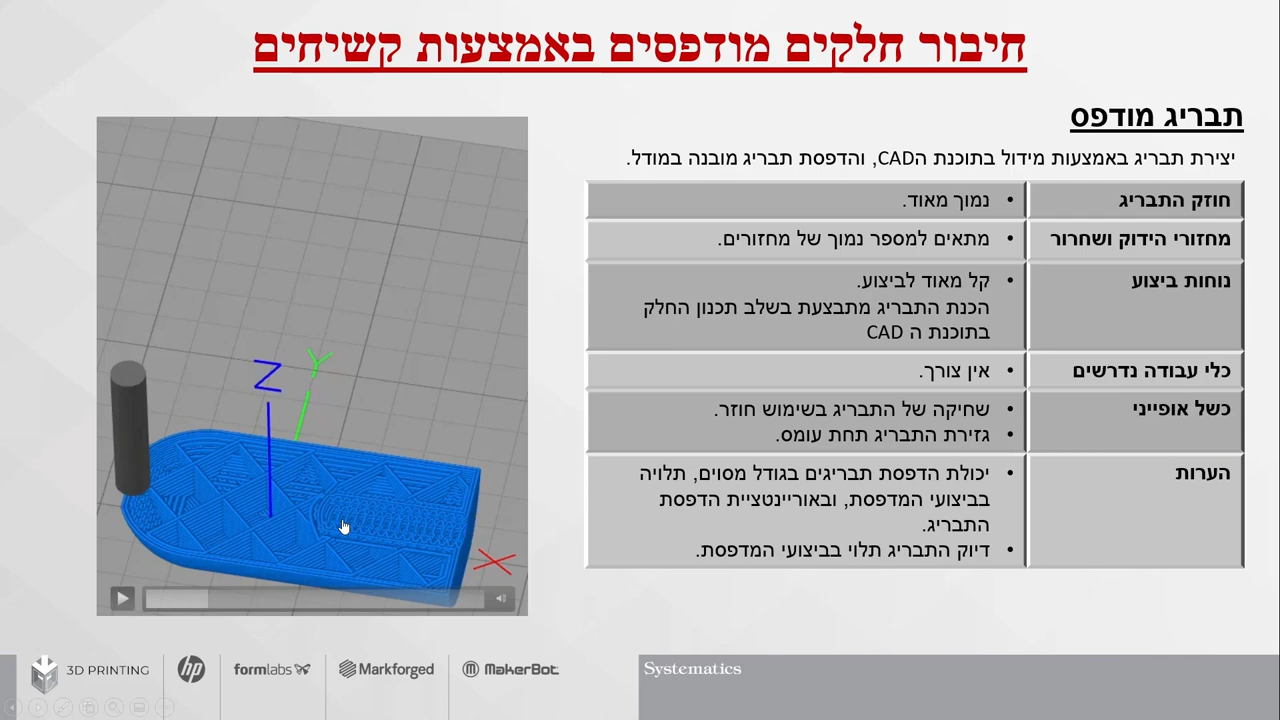 חיבור חלקים מודפסים באמצעות קשיחים
תבריג מודפס
יצירת תבריג באמצעות מידול בתוכנת הCAD, והדפסת תבריג מובנה במודל.
חוזק התבריג
• נמוך מאוד.
מחזורי הידוק ושחרור
• מתאים למספר נמוך של מחזורים.
נוחות ביצוע
• קל מאוד לביצוע.
הכנת התבריג מתבצעת בשלב תכנון החלק
בתוכנת ה CAD
כלי עבודה נדרשים
• אין צורך.
כשל אופייני
• שחיקה של התבריג בשימוש חוזר.
• גזירת התבריג תחת עומס.
הערות
• יכולת הדפסת תבריגים בגודל מסוים, תלויה
בביצועי המדפסת, ובאוריינטציית הדפסת
התבריג.
• דיוק התבריג תלוי בביצועי המדפסת.
Z
Y
3D PRINTING
hp
formlabs
Markforged
MakerBot
Systematics